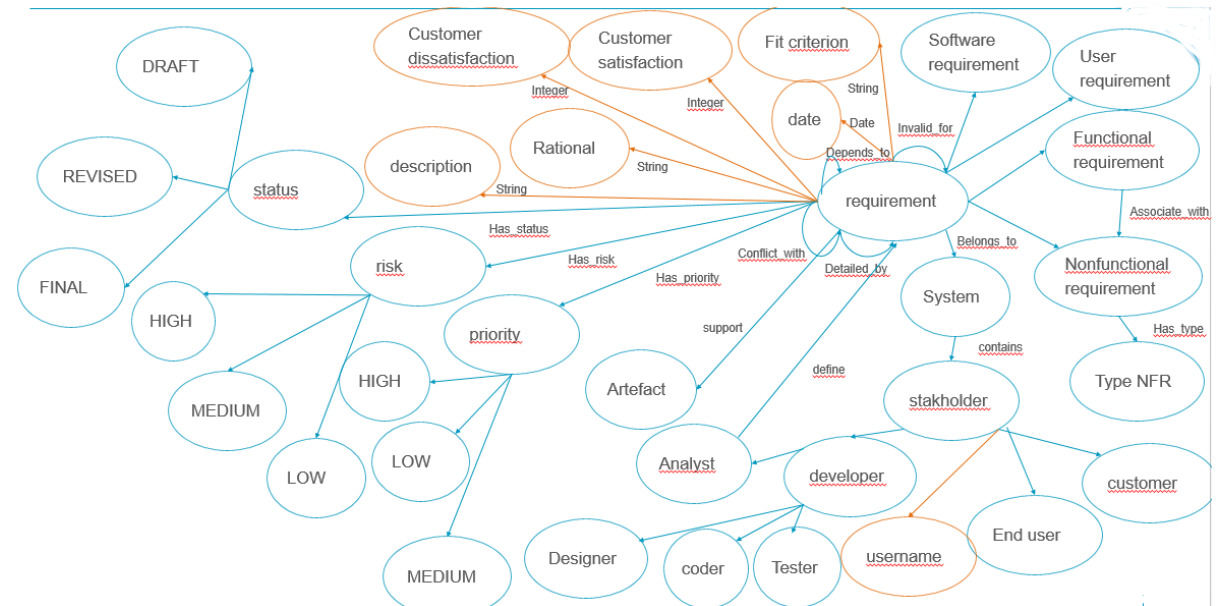 Customer
dissatisfaction
Customer
satisfaction
Fit criterion
Software
requirement
User
requirement
DRAFT
Integer
Integer
String
date
Date
Invalid_for
Functional
requirement
Rational
Depends_to
description
String
String
REVISED
status
requirement
Associate_with
Has_status
Has_risk
Conflict_with
Belongs_to
risk
Has_priority
Detailed_by
Nonfunctional
requirement
FINAL
System
HIGH
priority
support
Has_type
contains
HIGH
define
Artefact
Type NFR
MEDIUM
stakholder
LOW
Analyst
LOW
developer
customer
End user
Designer
coder
Tester
username
MEDIUM